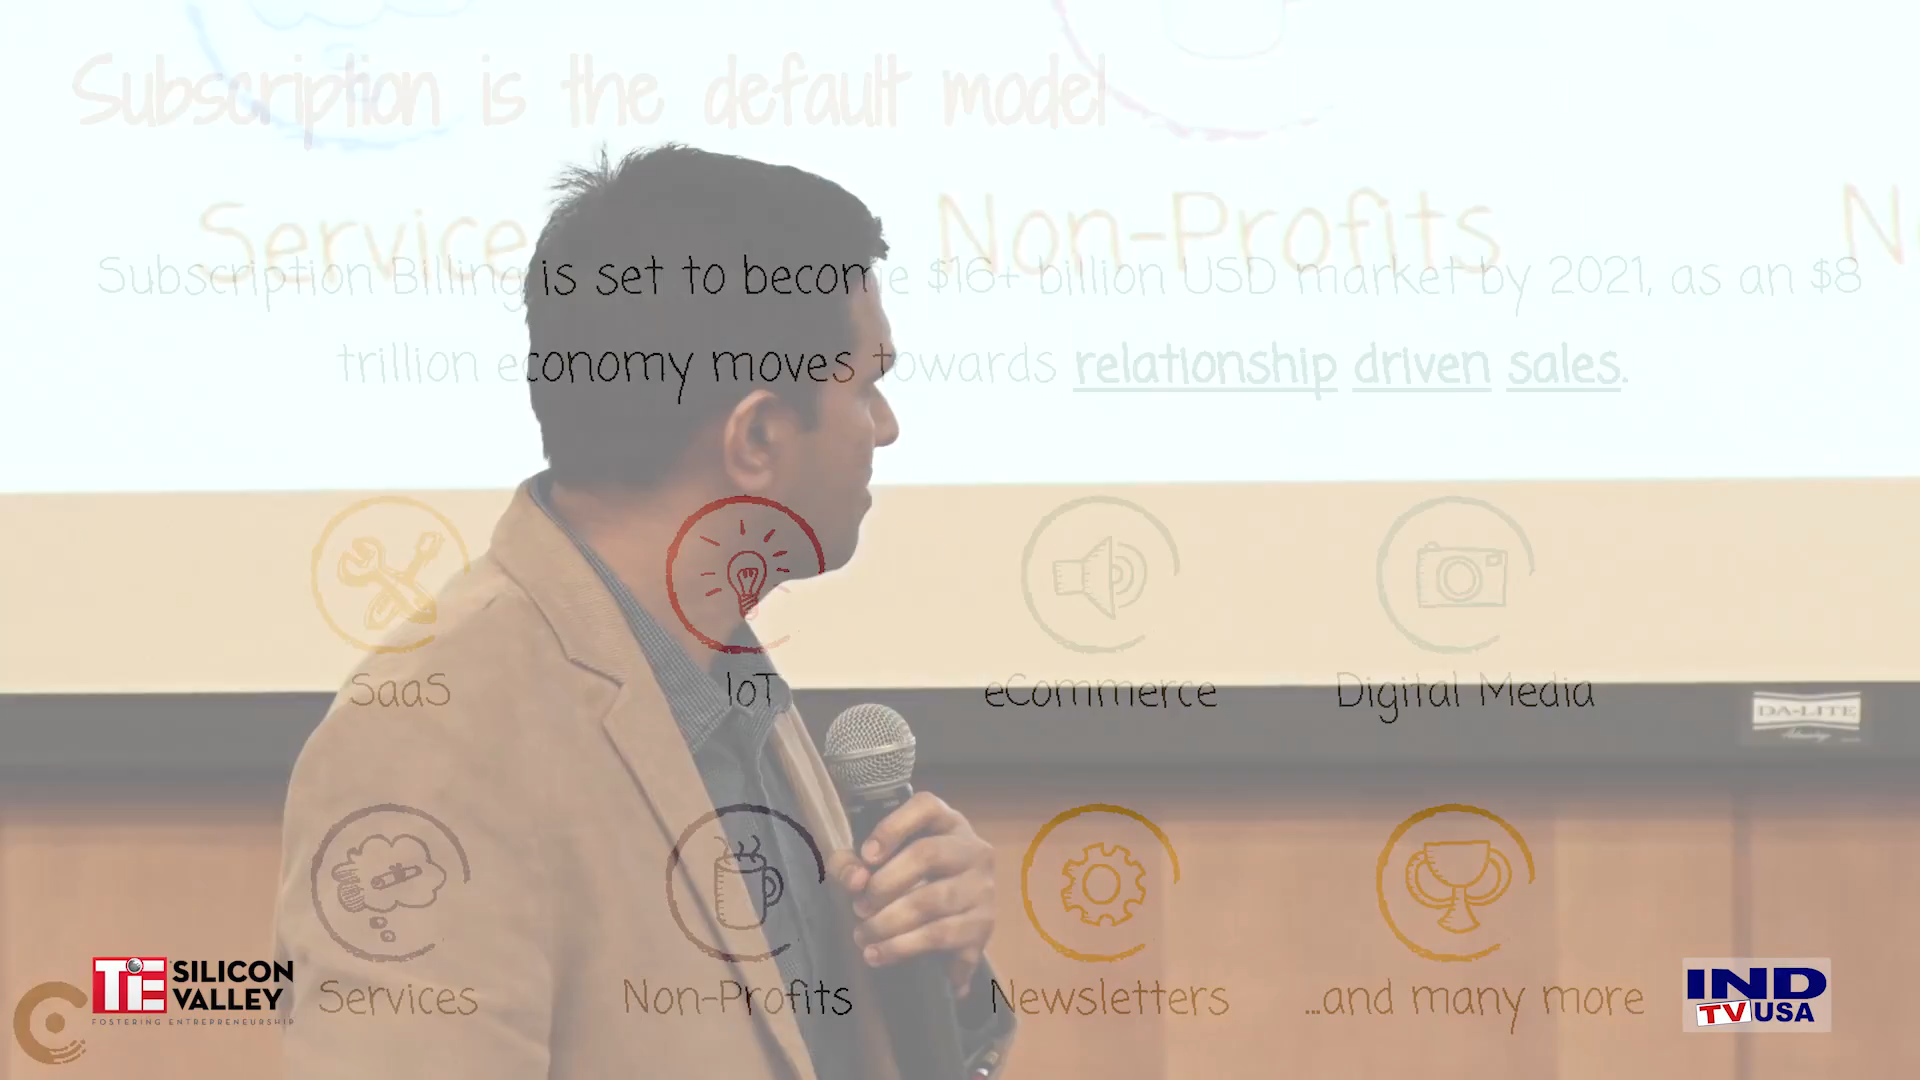 Subscription is the default model
Service
Non-Profits
Subscription Billing is set to become $16+ billion USD market by 2021, as an $8
trillion economy moves towards relationship driven sales.
SaaS
IoT
eCommerce
Digital Media
DA-LITE
Services
Non-Profits
Newsletters
...and many more
TiE SILICON
VALLEY
FOSTERING ENTREPRENEURSHIP
IND
TV USA